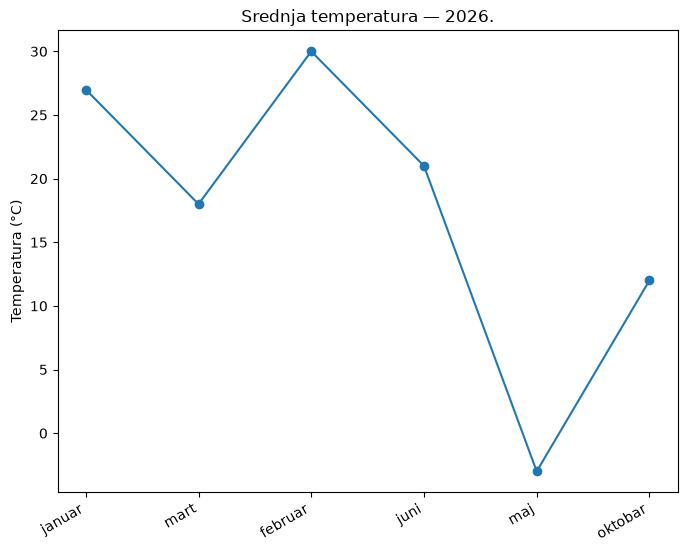 Srednja temperatura — 2026.
Temperatura (°C)
30
25
20
15
10
5
0
januar
mart
februar
juni
maj
oktobar